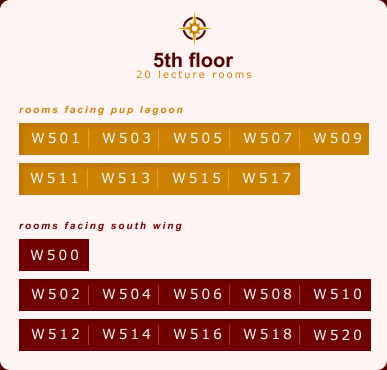 5th floor
20 lecture rooms
rooms facing pup lagoon
W501 W503 W505 W507 W509
W511 W513 W515 W517
rooms facing south wing
W500
W502 W504 W506 W508 W510
W512 W514 W516 W518 W520